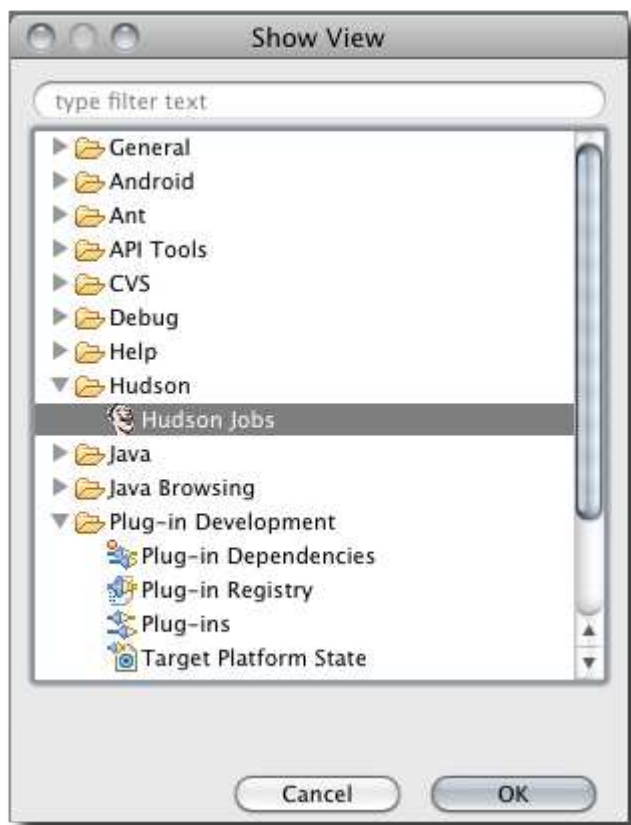 Show View
type filter text
General
Android
Ant
API Tools
CVS
Debug
Help
Hudson
Hudson Jobs
Java
Java Browsing
Plug-in Development
Plug-in Dependencies
Plug-in Registry
Plug-ins
Target Platform State
Cancel
OK